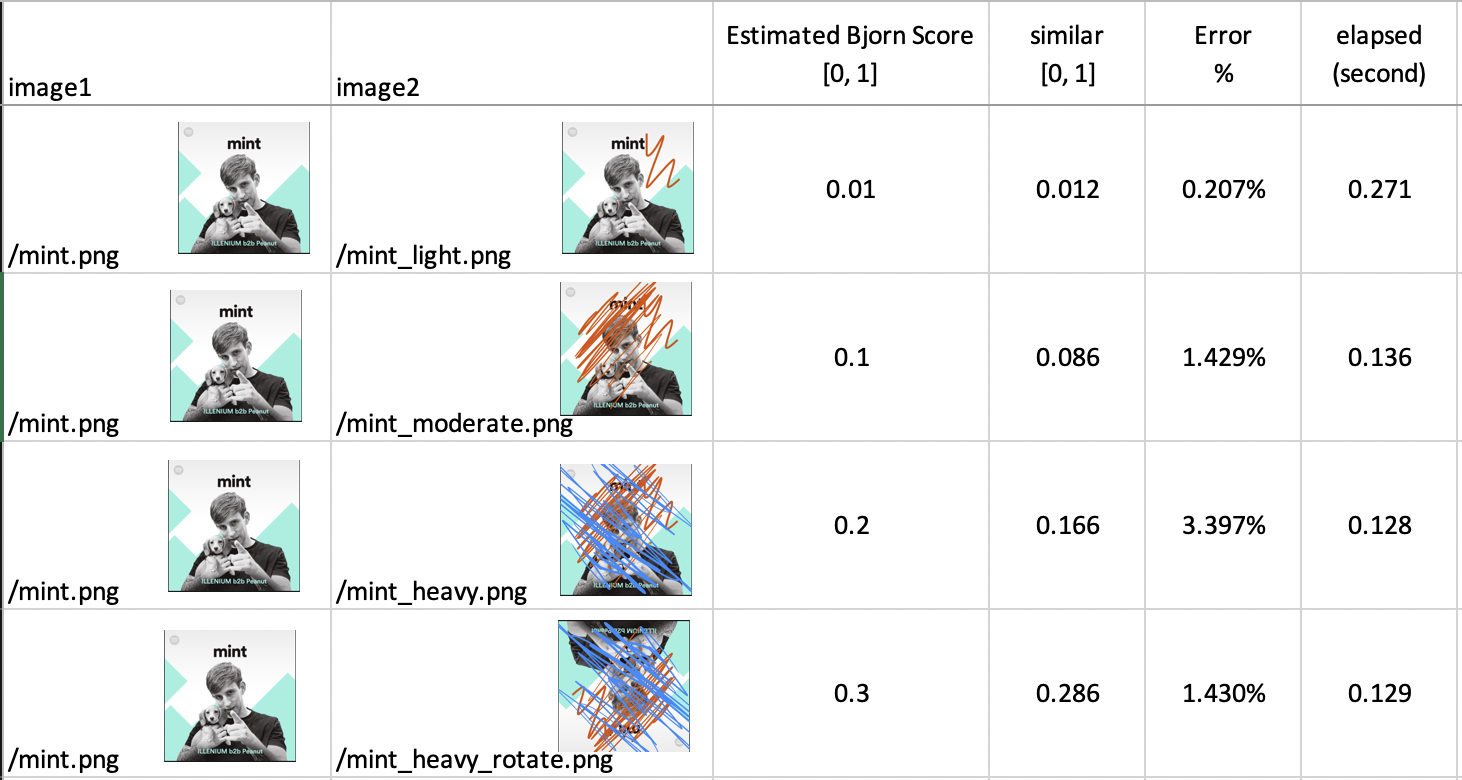 image1
image2
Estimated Bjorn Score
[0, 1]
similar
[0, 1]
Error
%
elapsed
(second)
mint
ILLENIUM b2b Peanut
/mint.png
mint
ILLENIUM b2b Peanut
/mint_light.png
0.01
0.012
0.207%
0.271
mint
ILLENIUM b2b Peanut
/mint.png
mint
ILLENIUM b2b Peanut
/mint_moderate.png
0.1
0.086
1.429%
0.136
mint
ILLENIUM b2b Peanut
/mint.png
ILLENIUM b2b Peanut
/mint_heavy.png
0.2
0.166
3.397%
0.128
mint
ILLENIUM b2b Peanut
/mint.png
/mint_heavy_rotate.png
0.3
0.286
1.430%
0.129